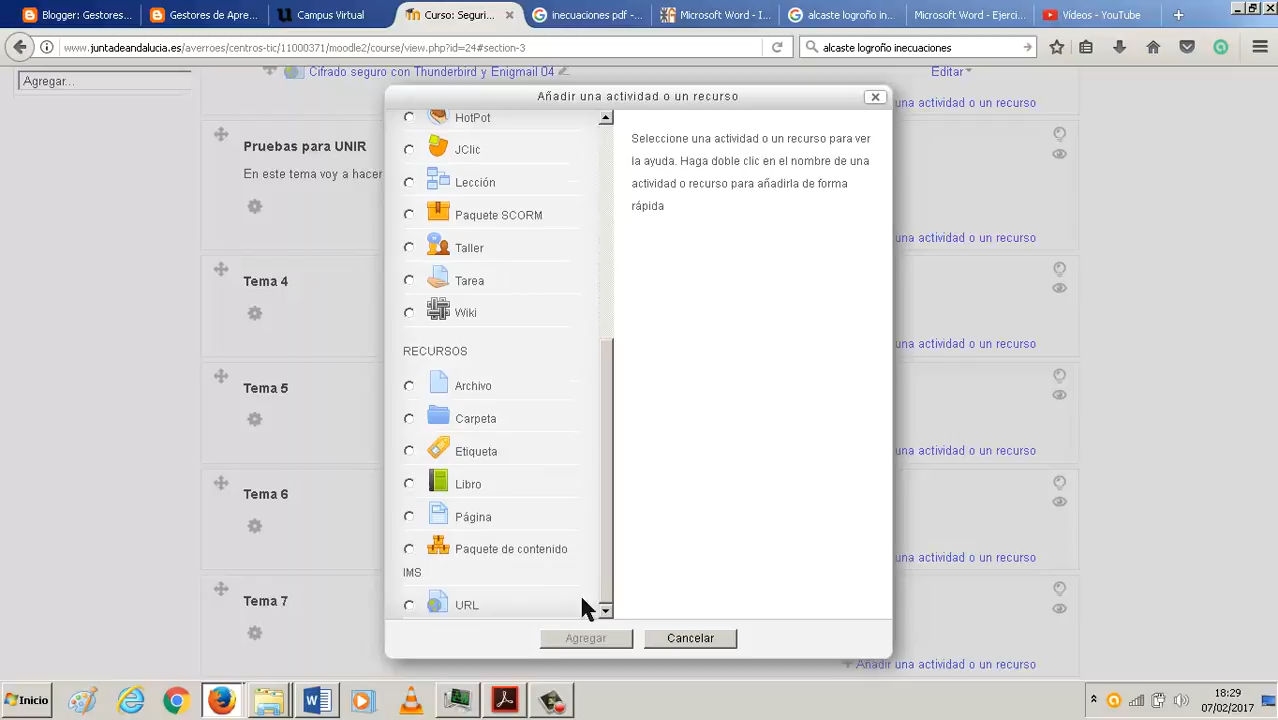 Blogger: Gestores...
Gestores de Apren...
Campus Virtual
Curso: Seguri...
inecuaciones pdf -...
Microsoft Word - I...
alcaste logroño in...
Microsoft Word - Ejerci...
Vídeos - YouTube
www.juntadeandalucia.es/averroes/centros-tic/11000371/moodle2/course/view.php?id=24#section-3
alcaste logroño inecuaciones
Agregar...
Cifrado seguro con Thunderbird y Enigmail 04
Editar
una actividad o un recurso
Añadir una actividad o un recurso
Pruebas para UNIR
En este tema voy a hacer
una actividad o un recurso
Tema 4
una actividad o un recurso
Tema 5
una actividad o un recurso
Tema 6
una actividad o un recurso
Tema 7
Añadir una actividad o un recurso
HotPot
JClic
Lección
Paquete SCORM
Taller
Tarea
Wiki
RECURSOS
Archivo
Carpeta
Etiqueta
Libro
Página
Paquete de contenido
IMS
URL
Seleccione una actividad o un recurso para ver
la ayuda. Haga doble clic en el nombre de una
actividad o recurso para añadirla de forma
rápida
Agregar
Cancelar
Inicio
18:29
07/02/2017